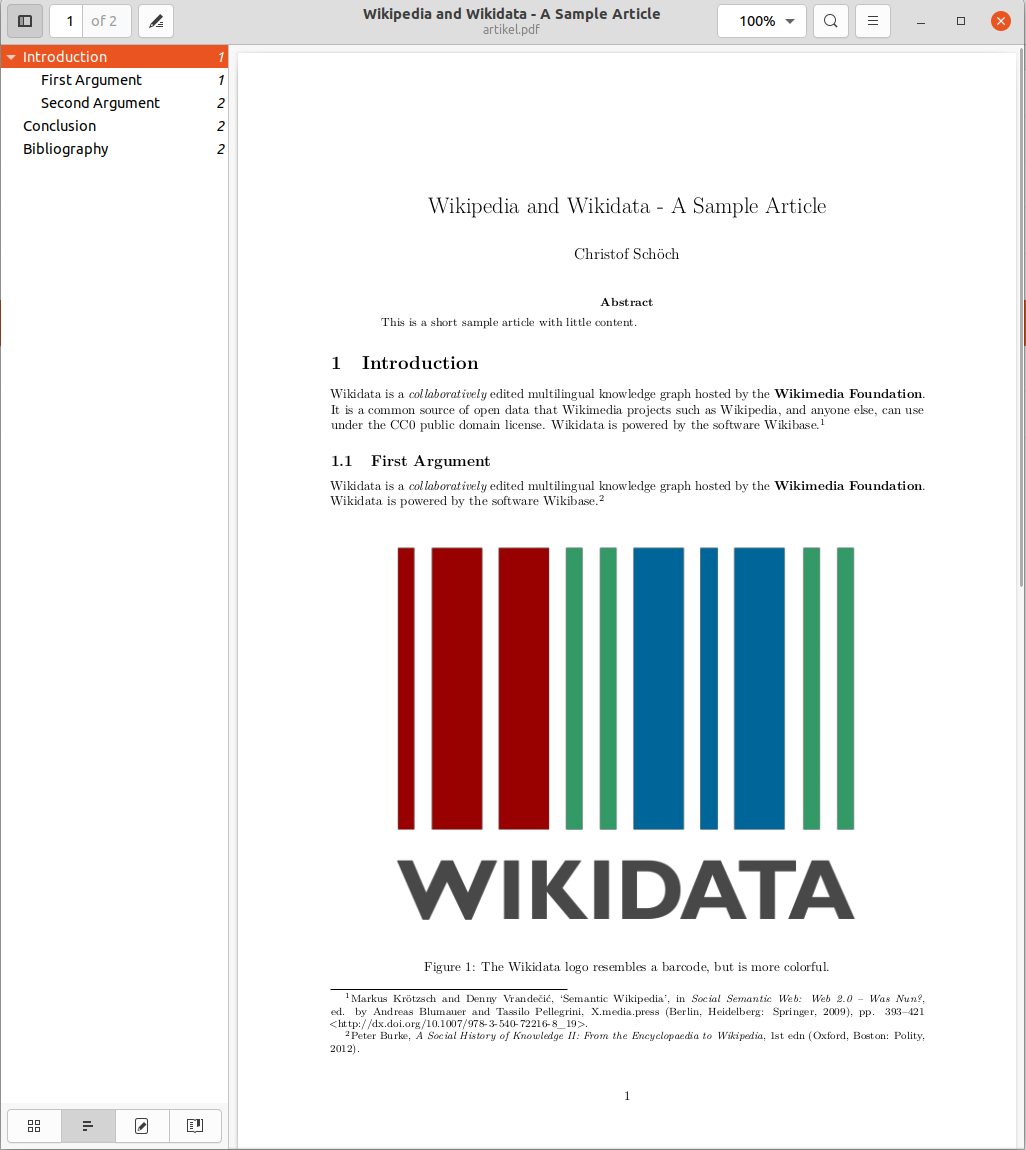 1 of 2
Wikipedia and Wikidata - A Sample Article
artikel.pdf
100%
Introduction 1
First Argument 1
Second Argument 2
Conclusion 2
Bibliography 2
Wikipedia and Wikidata - A Sample Article
Christof Schöch
Abstract
This is a short sample article with little content.
1 Introduction
Wikidata is a collaboratively edited multilingual knowledge graph hosted by the Wikimedia Foundation.
It is a common source of open data that Wikimedia projects such as Wikipedia, and anyone else, can use
under the CC0 public domain license. Wikidata is powered by the software Wikibase.1
1.1 First Argument
Wikidata is a collaboratively edited multilingual knowledge graph hosted by the Wikimedia Foundation.
Wikidata is powered by the software Wikibase.2
WIKIDATA
Figure 1: The Wikidata logo resembles a barcode, but is more colorful.
1Markus Krötzsch and Denny Vrandečić, ‘Semantic Wikipedia’, in Social Semantic Web: Web 2.0 – Was Nun?,
ed. by Andreas Blumauer and Tassilo Pellegrini, X.media.press (Berlin, Heidelberg: Springer, 2009), pp. 393–421
<http://dx.doi.org/10.1007/978-3-540-72216-8_19>.
2Peter Burke, A Social History of Knowledge II: From the Encyclopaedia to Wikipedia, 1st edn (Oxford, Boston: Polity,
2012).
1